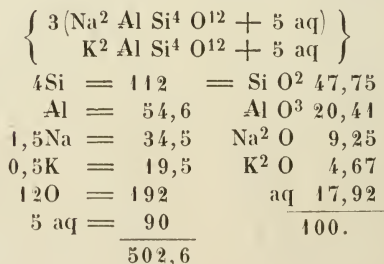 3(Na² Al Si⁴ O¹² + 5 aq)
K² Al Si⁴ O¹² + 5 aq
4Si = 112 = Si O² 47,75
Al = 54,6 Al O³ 20,41
1,5Na = 34,5 Na² O 9,25
0,5K = 19,5 K² O 4,67
12O = 192 aq 17,92
5 aq = 90 100.
502,6